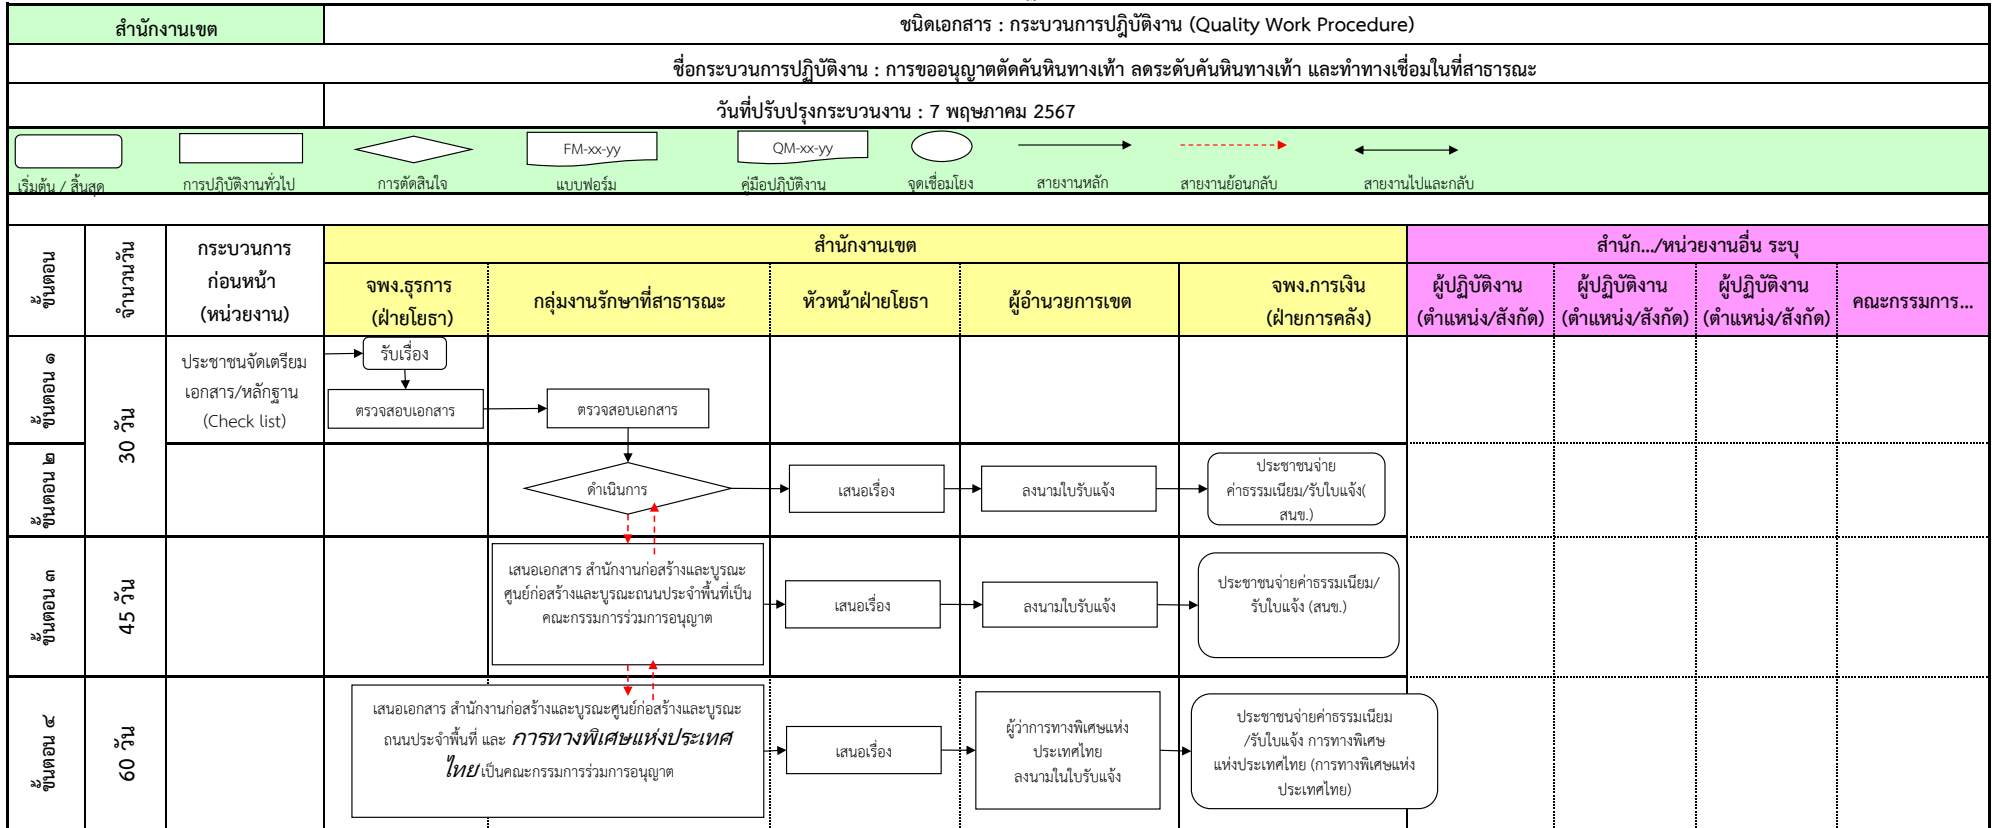 สำนักงานเขต
ชนิดเอกสาร : กระบวนการปฎิบัติงาน (Quality Work Procedure)
ชื่อกระบวนการปฏิบัติงาน : การขออนุญาตตัดคันหินทางเท้า ลดระดับคันหินทางเท้า และทำทางเชื่อมในที่สาธารณะ
วันที่ปรับปรุงกระบวนงาน : 7 พฤษภาคม 2567
FM-xx-yy
QM-xx-yy
เริ่มต้น / สิ้นสุด
การปฏิบัติงานทั่วไป
การตัดสินใจ
แบบฟอร์ม
คู่มือปฏิบัติงาน
จุดเชื่อมโยง
สายงานหลัก
สายงานย้อนกลับ
สายงานไปและกลับ
ขั้นตอน
จำนวนวัน
กระบวนการ
ก่อนหน้า
(หน่วยงาน)
สำนักงานเขต
สำนัก.../หน่วยงานอื่น ระบุ
จพง.ธุรการ
(ฝ่ายโยธา)
กลุ่มงานรักษาที่สาธารณะ
หัวหน้าฝ่ายโยธา
ผู้อำนวยการเขต
จพง.การเงิน
(ฝ่ายการคลัง)
ผู้ปฏิบัติงาน
(ตำแหน่ง/สังกัด)
ผู้ปฏิบัติงาน
(ตำแหน่ง/สังกัด)
ผู้ปฏิบัติงาน
(ตำแหน่ง/สังกัด)
คณะกรรมการ...
ขั้นตอน ๑
30 วัน
ประชาชนจัดเตรียม
เอกสาร/หลักฐาน
(Check list)
รับเรื่อง
ตรวจสอบเอกสาร
ตรวจสอบเอกสาร
ขั้นตอน ๒
ดำเนินการ
เสนอเรื่อง
ลงนามใบรับแจ้ง
ประชาชนจ่าย
ค่าธรรมเนียม/รับใบแจ้ง(
สนข.)
ขั้นตอน ๓
45 วัน
เสนอเอกสาร สำนักงานก่อสร้างและบูรณะ
ศูนย์ก่อสร้างและบูรณะถนนประจำพื้นที่เป็น
คณะกรรมการร่วมการอนุญาต
เสนอเรื่อง
ลงนามใบรับแจ้ง
ประชาชนจ่ายค่าธรรมเนียม/
รับใบแจ้ง (สนข.)
ขั้นตอน ๔
60 วัน
เสนอเอกสาร สำนักงานก่อสร้างและบูรณะศูนย์ก่อสร้างและบูรณะ
ถนนประจำพื้นที่ และ การทางพิเศษแห่งประเทศ
ไทย เป็นคณะกรรมการร่วมการอนุญาต
เสนอเรื่อง
ผู้ว่าการทางพิเศษแห่ง
ประเทศไทย
ลงนามในใบรับแจ้ง
ประชาชนจ่ายค่าธรรมเนียม
/รับใบแจ้ง การทางพิเศษ
แห่งประเทศไทย (การทางพิเศษแห่ง
ประเทศไทย)